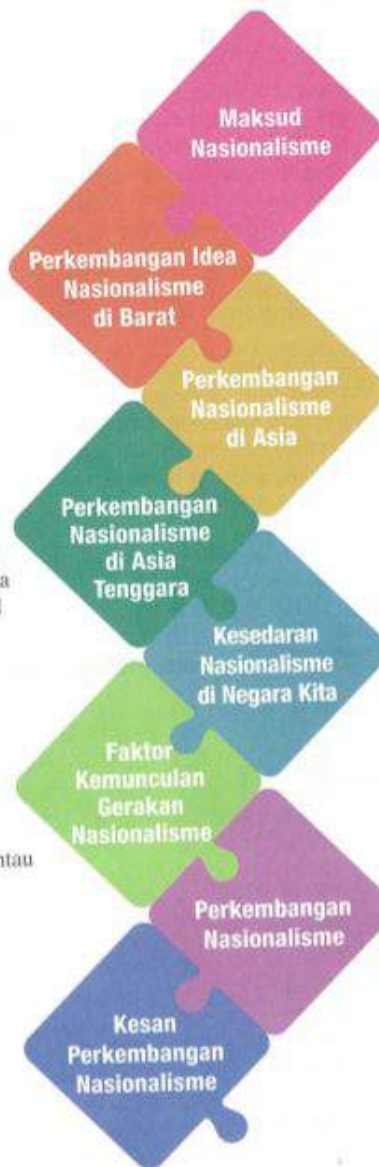 Maksud
Nasionalisme
Perkembangan Idea
Nasionalisme
di Barat
Perkembangan
Nasionalisme
di Asia
Perkembangan
Nasionalisme
di Asia
Tenggara
Kesedaran
Nasionalisme
di Negara Kita
Faktor
Kemunculan
Gerakan
Nasionalisme
Perkembangan
Nasionalisme
Kesan
Perkembangan
Nasionalisme